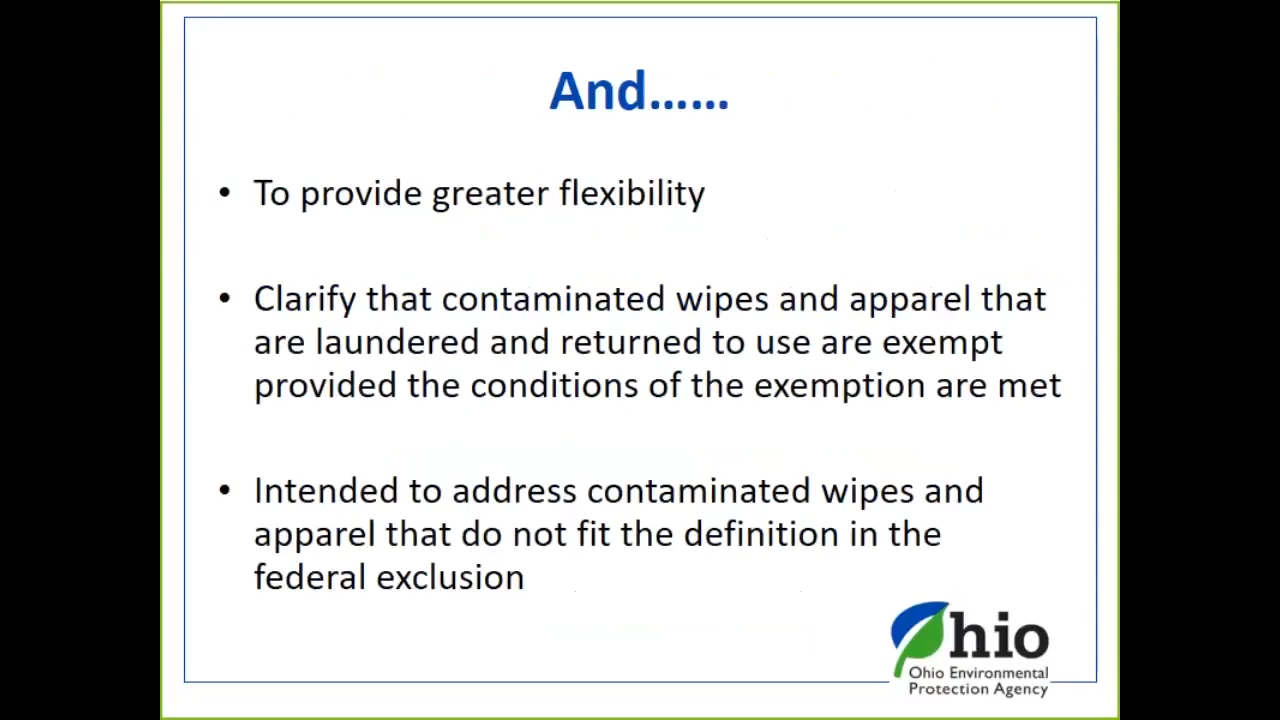 And......
• To provide greater flexibility
• Clarify that contaminated wipes and apparel that
are laundered and returned to use are exempt
provided the conditions of the exemption are met
• Intended to address contaminated wipes and
apparel that do not fit the definition in the
federal exclusion
Ohio
Ohio Environmental
Protection Agency